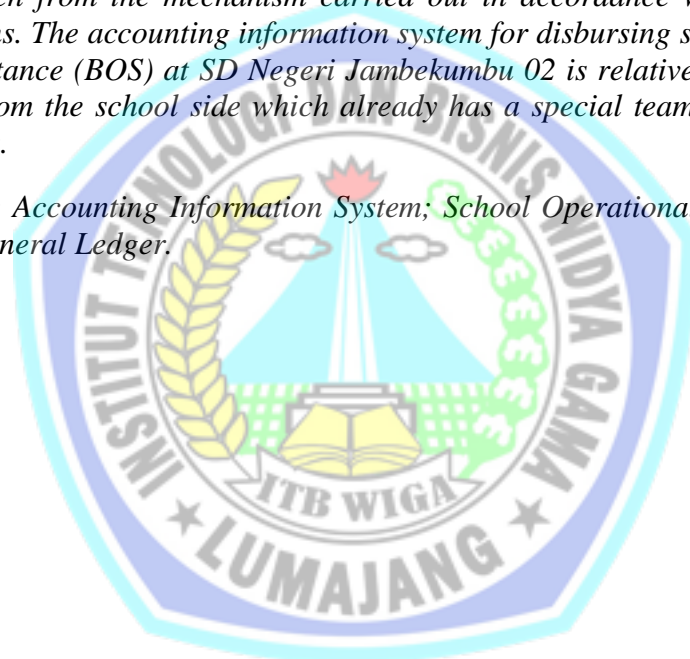 en from the mechanism carried out in accordance
ns. The accounting information system for disbursing s
tance (BOS) at SD Negeri Jambekumbu 02 is relative
om the school side which already has a special team
.
Accounting Information System; School Operationa
neral Ledger.
INSTITUT TEKNOLOGI DAN BISNIS WIDYA GAMA
ITB WIGA
LUMAJANG